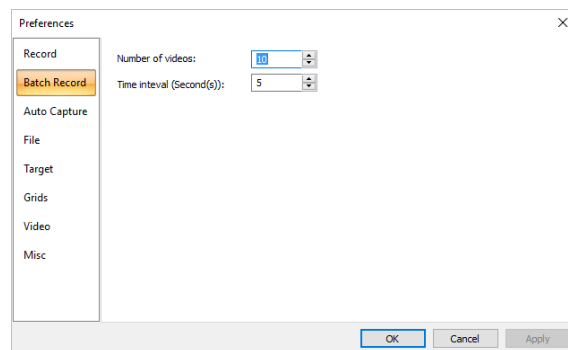 Preferences
Record
Batch Record
Auto Capture
File
Target
Grids
Video
Misc
Number of videos: 10
Time inteval (Second(s)): 5
OK Cancel Apply